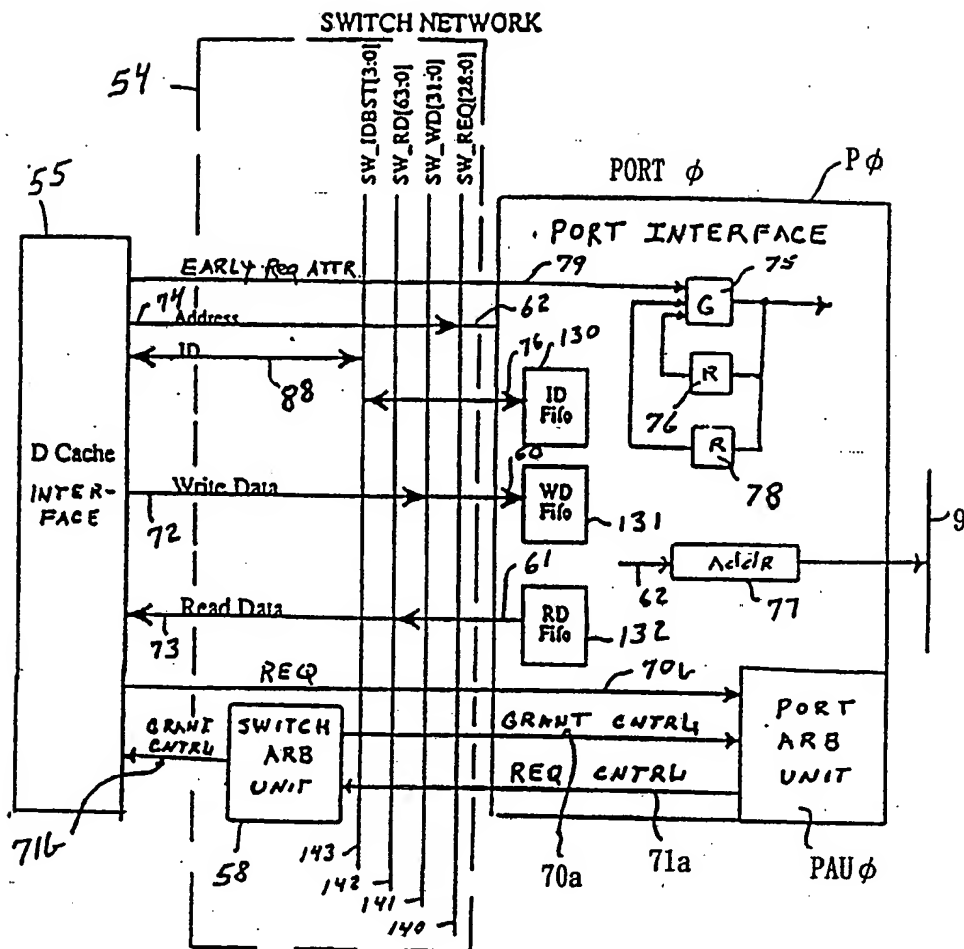 SWITCH NETWORK
54
SW_IDBST[3:0]
SW_RD[63:0]
SW_WD[31:0]
SW_REQ[28:0]
55
PORT φ
Pφ
PORT INTERFACE
EARLY Req ATTR.
79
75
G
74
Address
62
ID
88
76
130
ID
Fifo
R
76
R
78
D Cache
INTER-
FACE
Write Data
72
60
WD
Fifo
131
9
62
AddR
77
Read Data
73
61
RD
Fifo
132
REQ
70b
GRANT
CNTRL
SWITCH
ARB
UNIT
GRANT CNTRL
REQ CNTRL
PORT
ARB
UNIT
71b
58
143
142
141
140
70a
71a
PAUφ